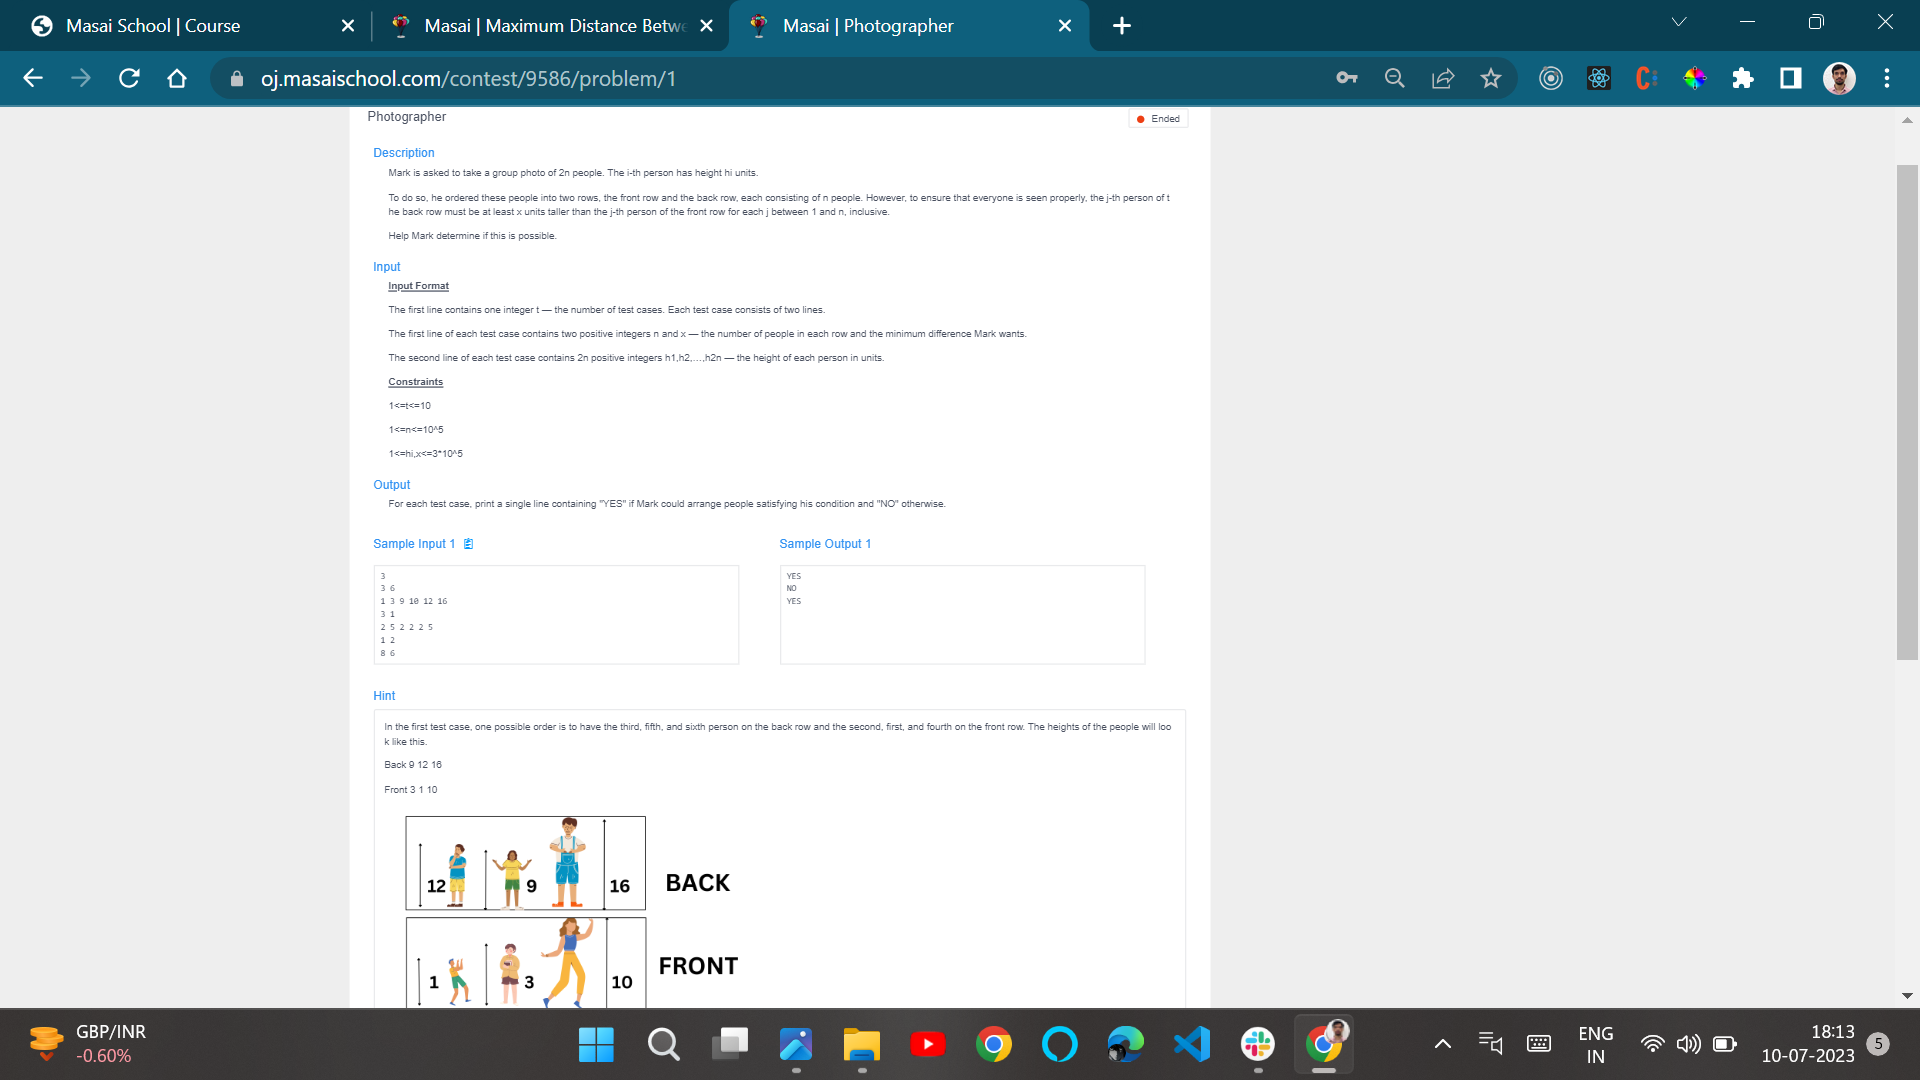 Masai School | Course
Masai | Maximum Distance Betwe
Masai | Photographer
oj.masaischool.com/contest/9586/problem/1
Photographer
Ended
Description
Mark is asked to take a group photo of 2n people. The i-th person has height hi units.
To do so, he ordered these people into two rows, the front row and the back row, each consisting of n people. However, to ensure that everyone is seen properly, the j-th person of t
he back row must be at least x units taller than the j-th person of the front row for each j between 1 and n, inclusive.
Help Mark determine if this is possible.
Input
Input Format
The first line contains one integer t — the number of test cases. Each test case consists of two lines.
The first line of each test case contains two positive integers n and x — the number of people in each row and the minimum difference Mark wants.
The second line of each test case contains 2n positive integers h1,h2,…,h2n — the height of each person in units.
Constraints
1<=t<=10
1<=n<=10^5
1<=hi,x<=3*10^5
Output
For each test case, print a single line containing "YES" if Mark could arrange people satisfying his condition and "NO" otherwise.
Sample Input 1
Sample Output 1
3
3 6
1 3 9 10 12 16
3 1
2 5 2 2 2 5
1 2
8 6
YES
NO
YES
Hint
In the first test case, one possible order is to have the third, fifth, and sixth person on the back row and the second, first, and fourth on the front row. The heights of the people will loo
k like this.
Back 9 12 16
Front 3 1 10
12 9 16 BACK
1 3 10 FRONT
GBP/INR
-0.60%
ENG
IN
18:13
10-07-2023
5